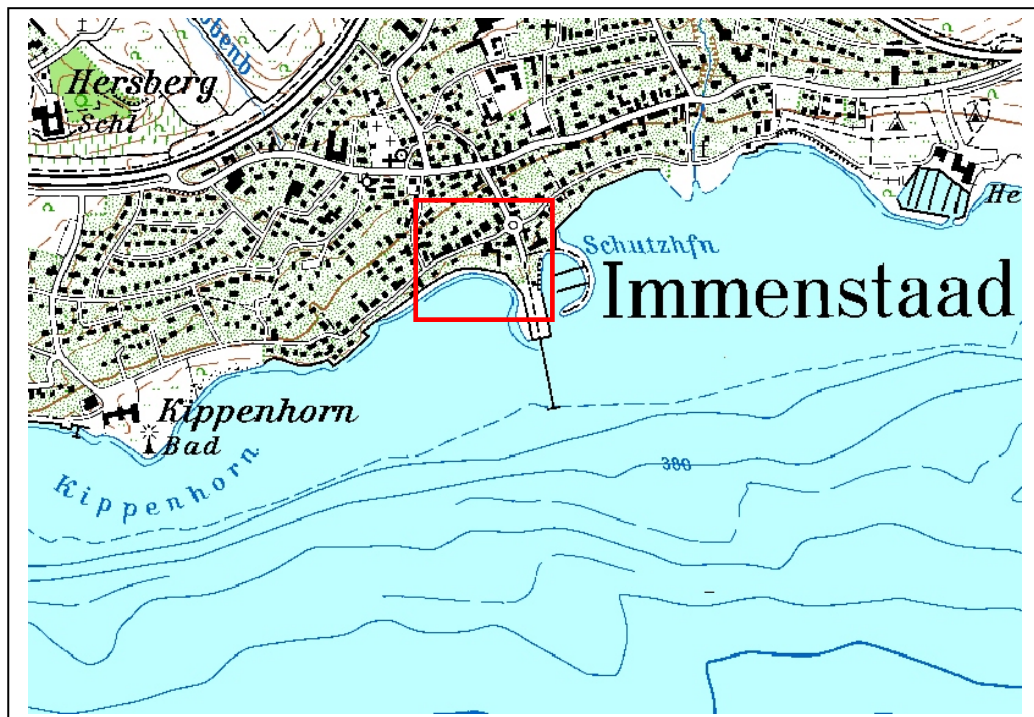 Hersberg
Schl
Schutzhfn
Immenstaad
He
Kippenhorn
Bad
Kippenhorn
380